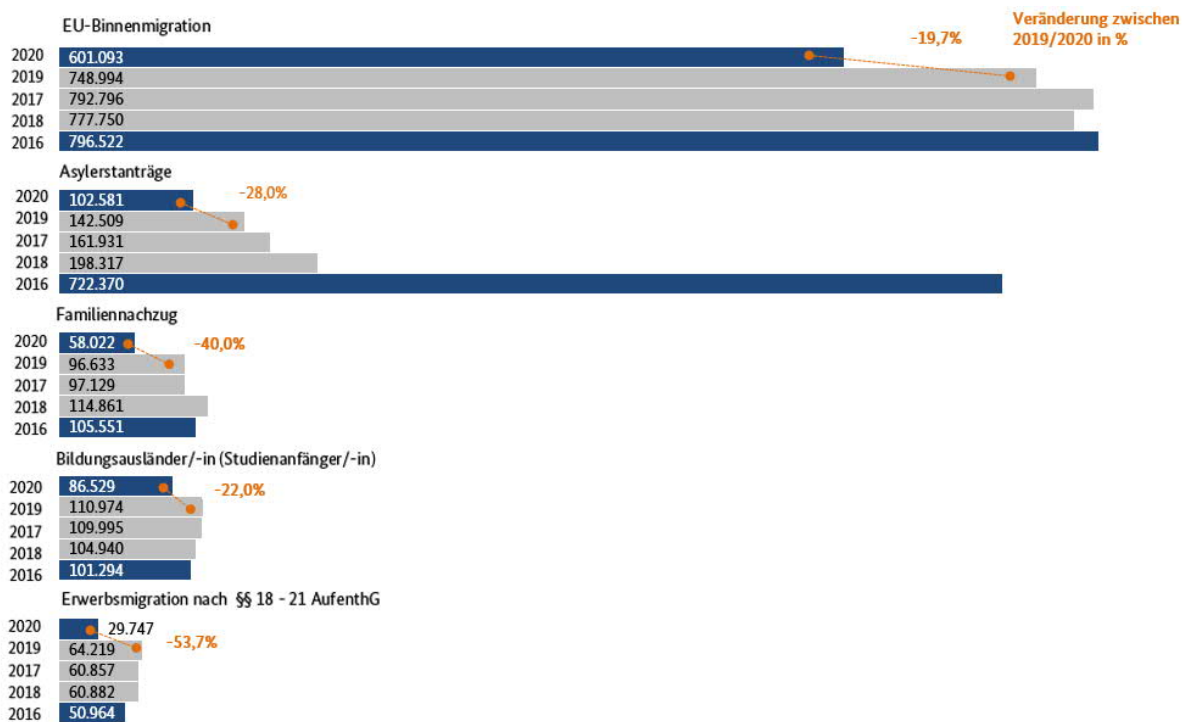 EU-Binnenmigration
Veränderung zwischen
2019/2020 in %
-19,7%
2020 601.093
2019 748.994
2017 792.796
2018 777.750
2016 796.522
Asylerstanträge
2020 102.581 -28,0%
2019 142.509
2017 161.931
2018 198.317
2016 722.370
Familiennachzug
2020 58.022 -40,0%
2019 96.633
2017 97.129
2018 114.861
2016 105.551
Bildungsausländer/-in (Studienanfänger/-in)
2020 86.529 -22,0%
2019 110.974
2017 109.995
2018 104.940
2016 101.294
Erwerbsmigration nach §§ 18 - 21 AufenthG
2020 29.747
2019 64.219 -53,7%
2017 60.857
2018 60.882
2016 50.964